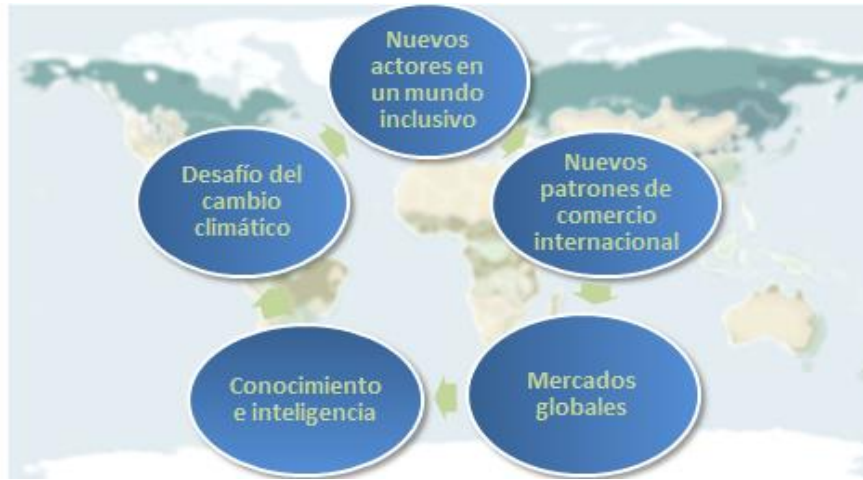 Nuevos
actores en
un mundo
inclusivo
Nuevos
patrones de
comercio
internacional
Mercados
globales
Conocimiento
e inteligencia
Desafío del
cambio
climático